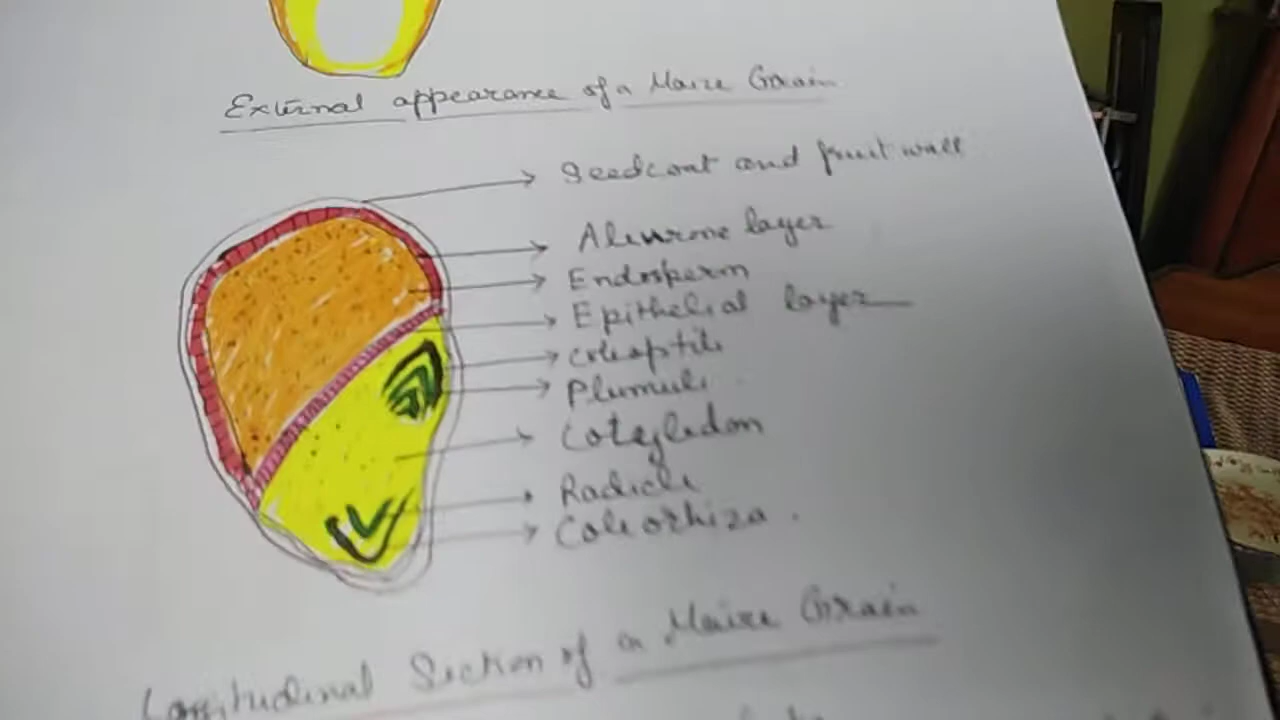 External appearance of a Maize Grain
Seedcoat and fruit wall
Aleurone layer
Endosperm
Epithelial layer
Coleoptile
Plumule
Cotyledon
Radicle
Coleorhiza.
Longitudinal Section of a Maize Grain